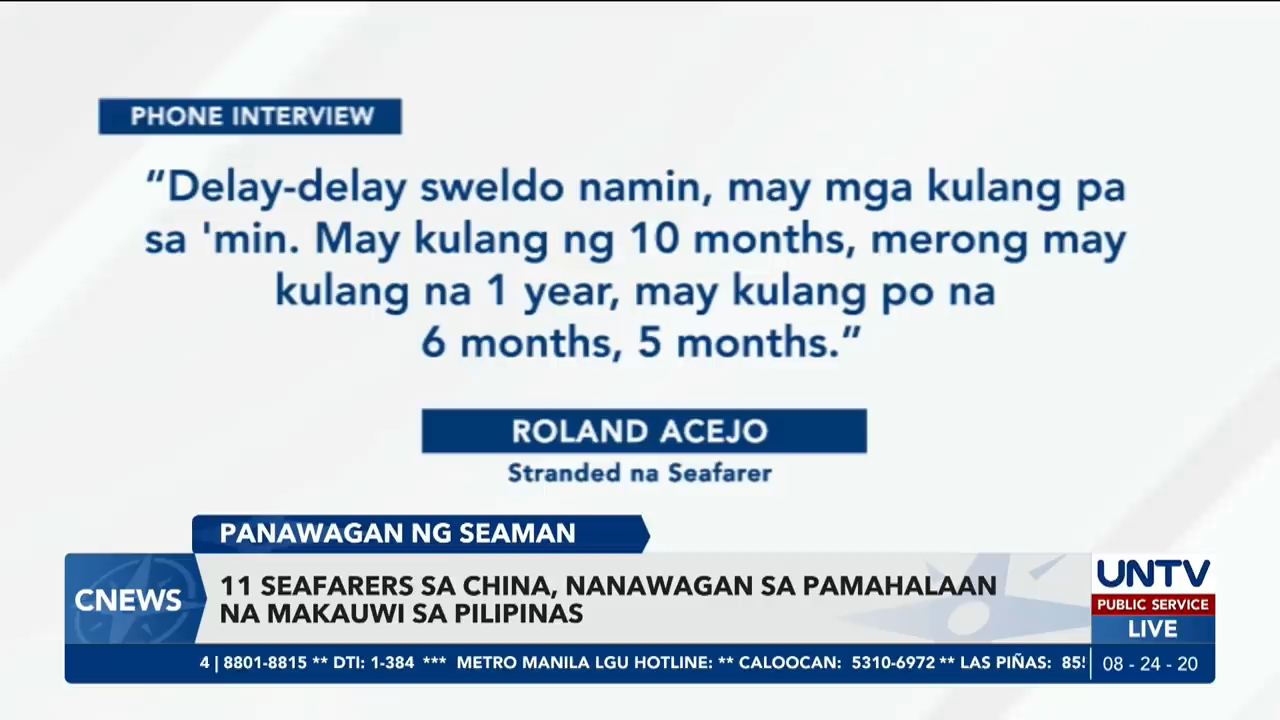 PHONE INTERVIEW
“Delay-delay sweldo namin, may mga kulang pa
sa 'min. May kulang ng 10 months, merong may
kulang na 1 year, may kulang po na
6 months, 5 months.”
ROLAND ACEJO
Stranded na Seafarer
PANAWAGAN NG SEAMAN
CNEWS
11 SEAFARERS SA CHINA, NANAWAGAN SA PAMAHALAAN
NA MAKAUWI SA PILIPINAS
UNTV
PUBLIC SERVICE
LIVE
4 | 8801-8815 ** DTI: 1-384 *** METRO MANILA LGU HOTLINE: ** CALOOCAN: 5310-6972 ** LAS PIÑAS: 85
08 - 24 - 20